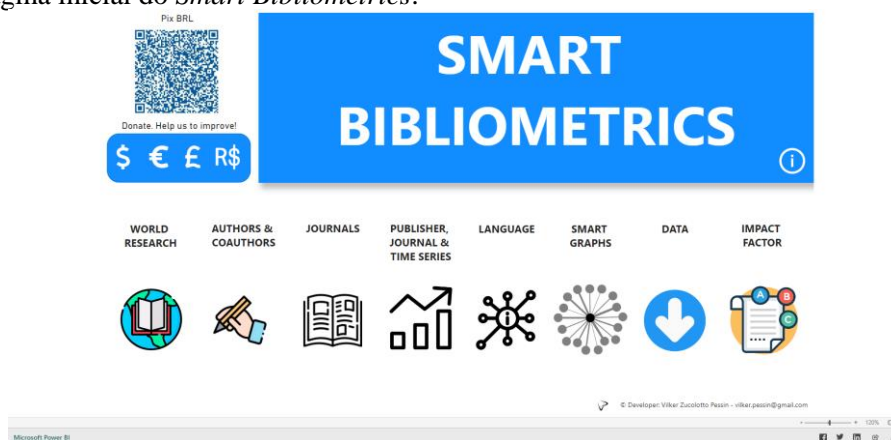 gina inicial do Smart Bibliometrics.
Pix BRL
Donate. Help us to improve!
$ € £ R$
SMART
BIBLIOMETRICS
i
WORLD
RESEARCH
AUTHORS &
COAUTHORS
JOURNALS
PUBLISHER,
JOURNAL &
TIME SERIES
LANGUAGE
SMART
GRAPHS
DATA
IMPACT
FACTOR
i
A
B
C
© Developer: Vilker Zucolotto Pessin - vilker.pessin@gmail.com
- + 120%
Microsoft Power BI